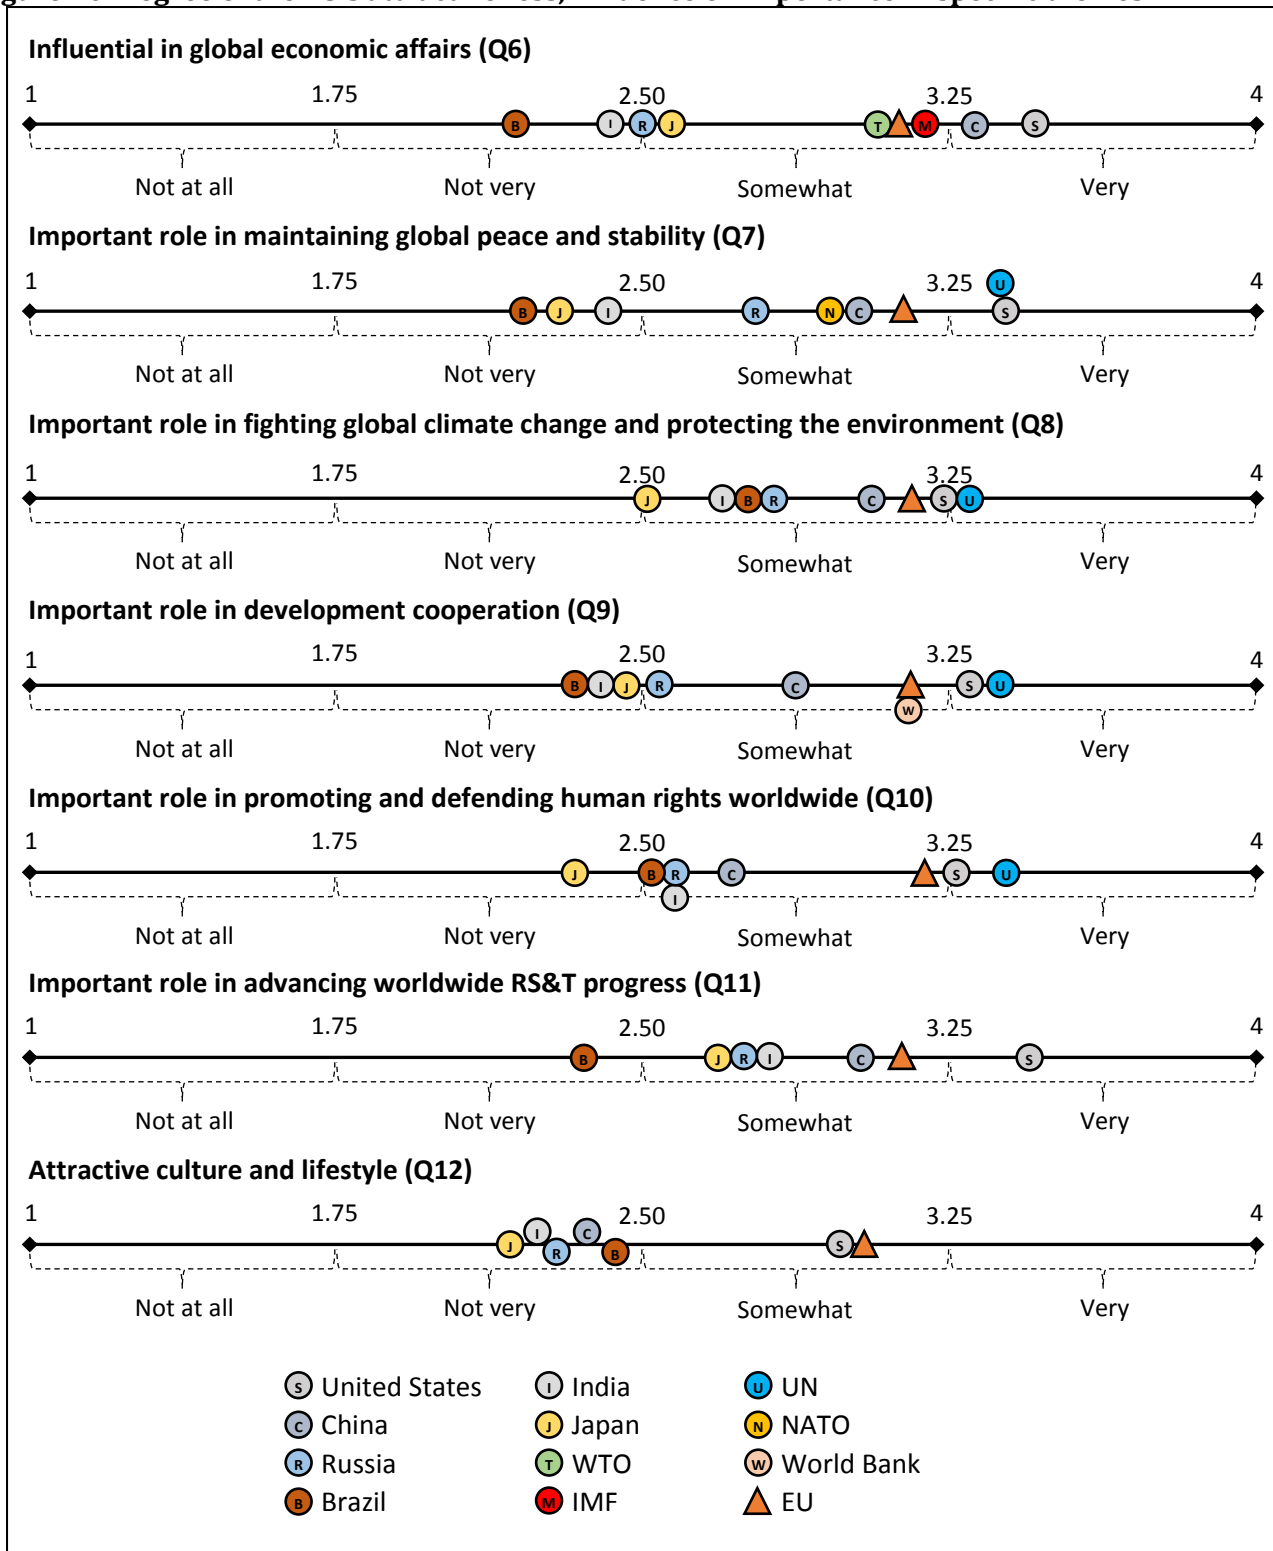 Influential in global economic affairs (Q6)
1 1.75 2.50 3.25 4
B I R J T M C S
Not at all Not very Somewhat Very
Important role in maintaining global peace and stability (Q7)
1 1.75 2.50 3.25 4
U
B J I R N C S
Not at all Not very Somewhat Very
Important role in fighting global climate change and protecting the environment (Q8)
1 1.75 2.50 3.25 4
J I B R C S U
Not at all Not very Somewhat Very
Important role in development cooperation (Q9)
1 1.75 2.50 3.25 4
B I J R C S U
W
Not at all Not very Somewhat Very
Important role in promoting and defending human rights worldwide (Q10)
1 1.75 2.50 3.25 4
J B R C S U
I
Not at all Not very Somewhat Very
Important role in advancing worldwide RS&T progress (Q11)
1 1.75 2.50 3.25 4
B J R I C S
Not at all Not very Somewhat Very
Attractive culture and lifestyle (Q12)
1 1.75 2.50 3.25 4
J I R C B S
Not at all Not very Somewhat Very
S United States I India U UN
C China J Japan N NATO
R Russia T WTO W World Bank
B Brazil M IMF EU